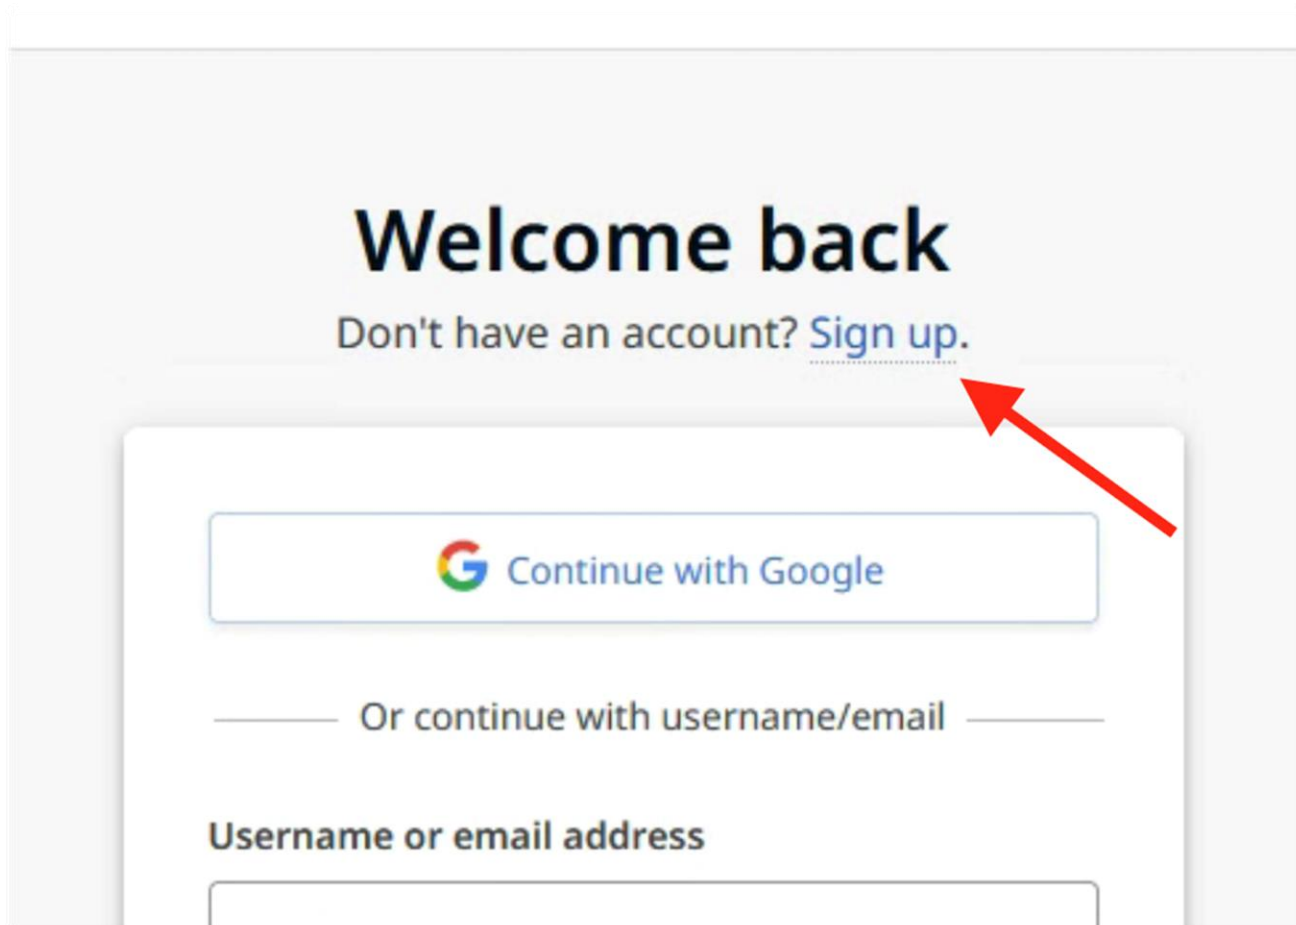 Welcome back
Don't have an account? Sign up.
Continue with Google
Or continue with username/email
Username or email address